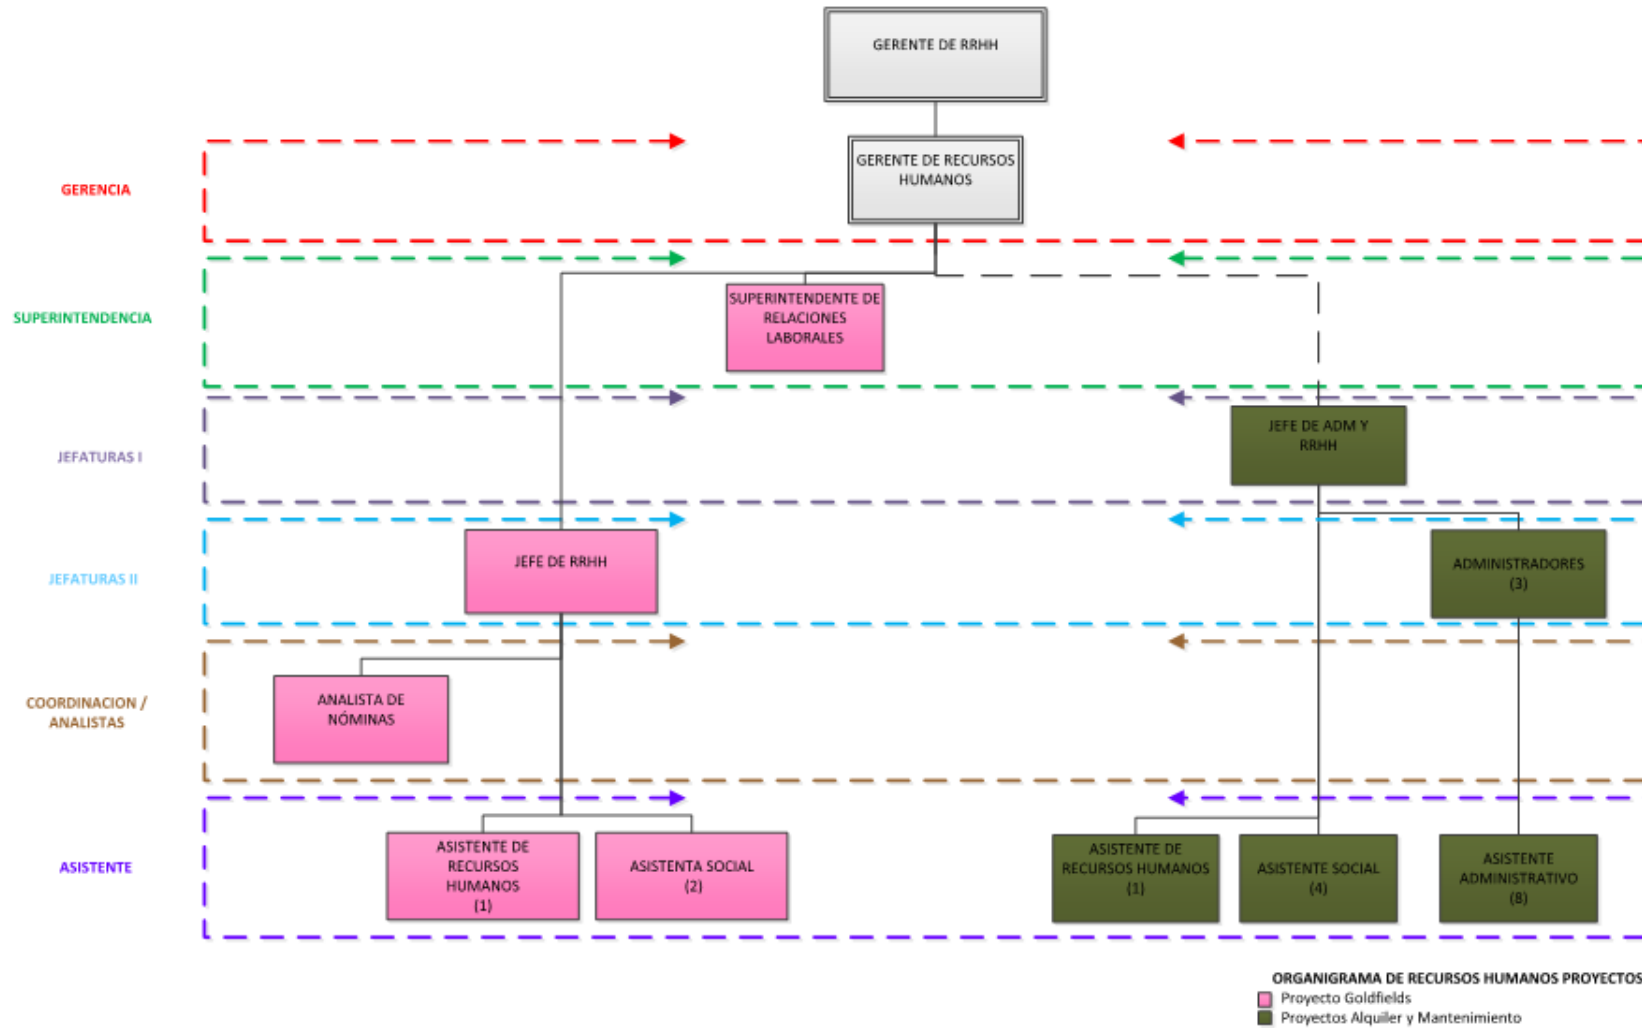 GERENTE DE RRHH
GERENTE DE RECURSOS
HUMANOS
GERENCIA
SUPERINTENDENCIA
SUPERINTENDENTE DE
RELACIONES
LABORALES
JEFATURAS I
JEFE DE ADM Y
RRHH
JEFATURAS II
JEFE DE RRHH
ADMINISTRADORES
(3)
COORDINACION /
ANALISTAS
ANALISTA DE
NÓMINAS
ASISTENTE
ASISTENTE DE
RECURSOS
HUMANOS
(1)
ASISTENTA SOCIAL
(2)
ASISTENTE DE
RECURSOS HUMANOS
(1)
ASISTENTE SOCIAL
(4)
ASISTENTE
ADMINISTRATIVO
(8)
ORGANIGRAMA DE RECURSOS HUMANOS PROYECTOS
Proyecto Goldfields
Proyectos Alquiler y Mantenimiento